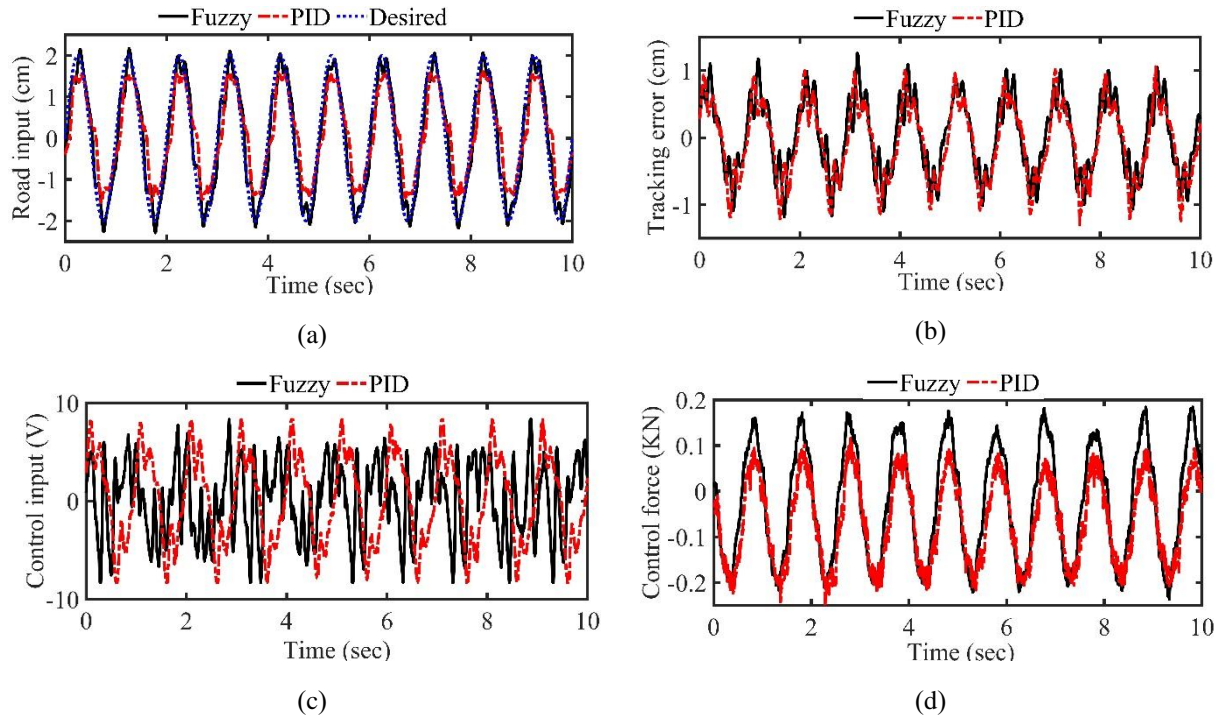 Fuzzy PID Desired
Road input (cm)
2
1
0
-1
-2
0 2 4 6 8 10
Time (sec)
(a)
Fuzzy PID
Tracking error (cm)
1
0
-1
0 2 4 6 8 10
Time (sec)
(b)
Fuzzy PID
Control input (V)
10
0
-10
0 2 4 6 8 10
Time (sec)
(c)
Fuzzy PID
Control force (KN)
0.2
0.1
0
-0.1
-0.2
0 2 4 6 8 10
Time (sec)
(d)